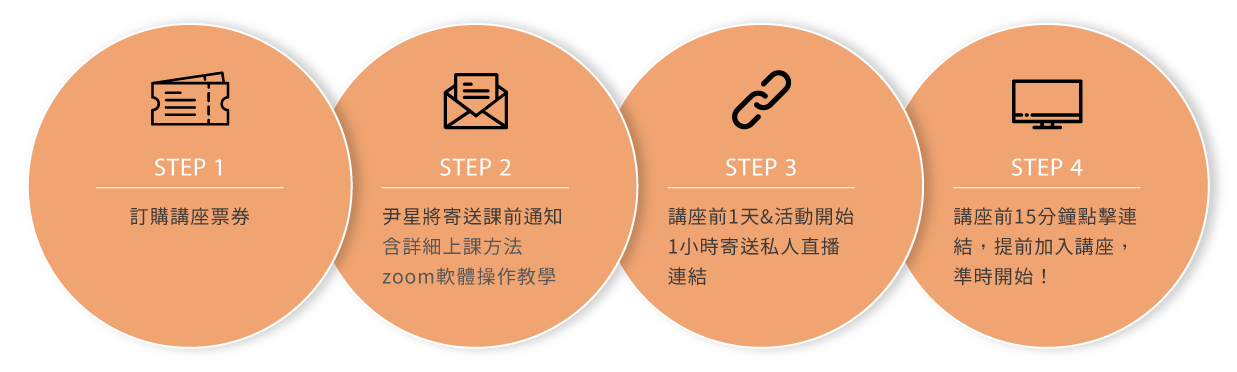 STEP 1
訂購講座票券
STEP 2
尹星將寄送課前通知
含詳細上課方法
zoom軟體操作教學
STEP 3
講座前1天&活動開始
1小時寄送私人直播
連結
STEP 4
講座前15分鐘點擊連
結，提前加入講座，
準時開始！